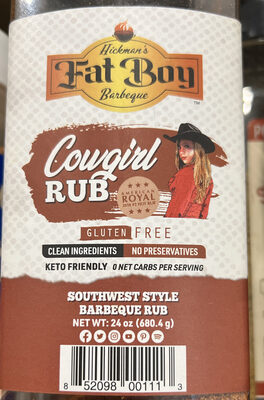 Hickman's
Fat Boy
Barbeque
TM
Cowgirl
RUB
AMERICAN
ROYAL
GLUTEN FREE
CLEAN INGREDIENTS NO PRESERVATIVES
KETO FRIENDLY 0 NET CARBS PER SERVING
SOUTHWEST STYLE
BARBEQUE RUB
NET WT: 24 oz (680.4 g)
8 52098 00111 3